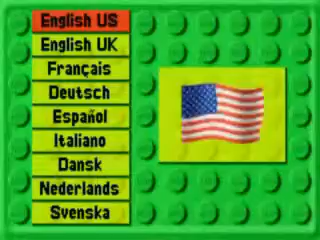 English US
English UK
Français
Deutsch
Español
Italiano
Dansk
Nederlands
Svenska